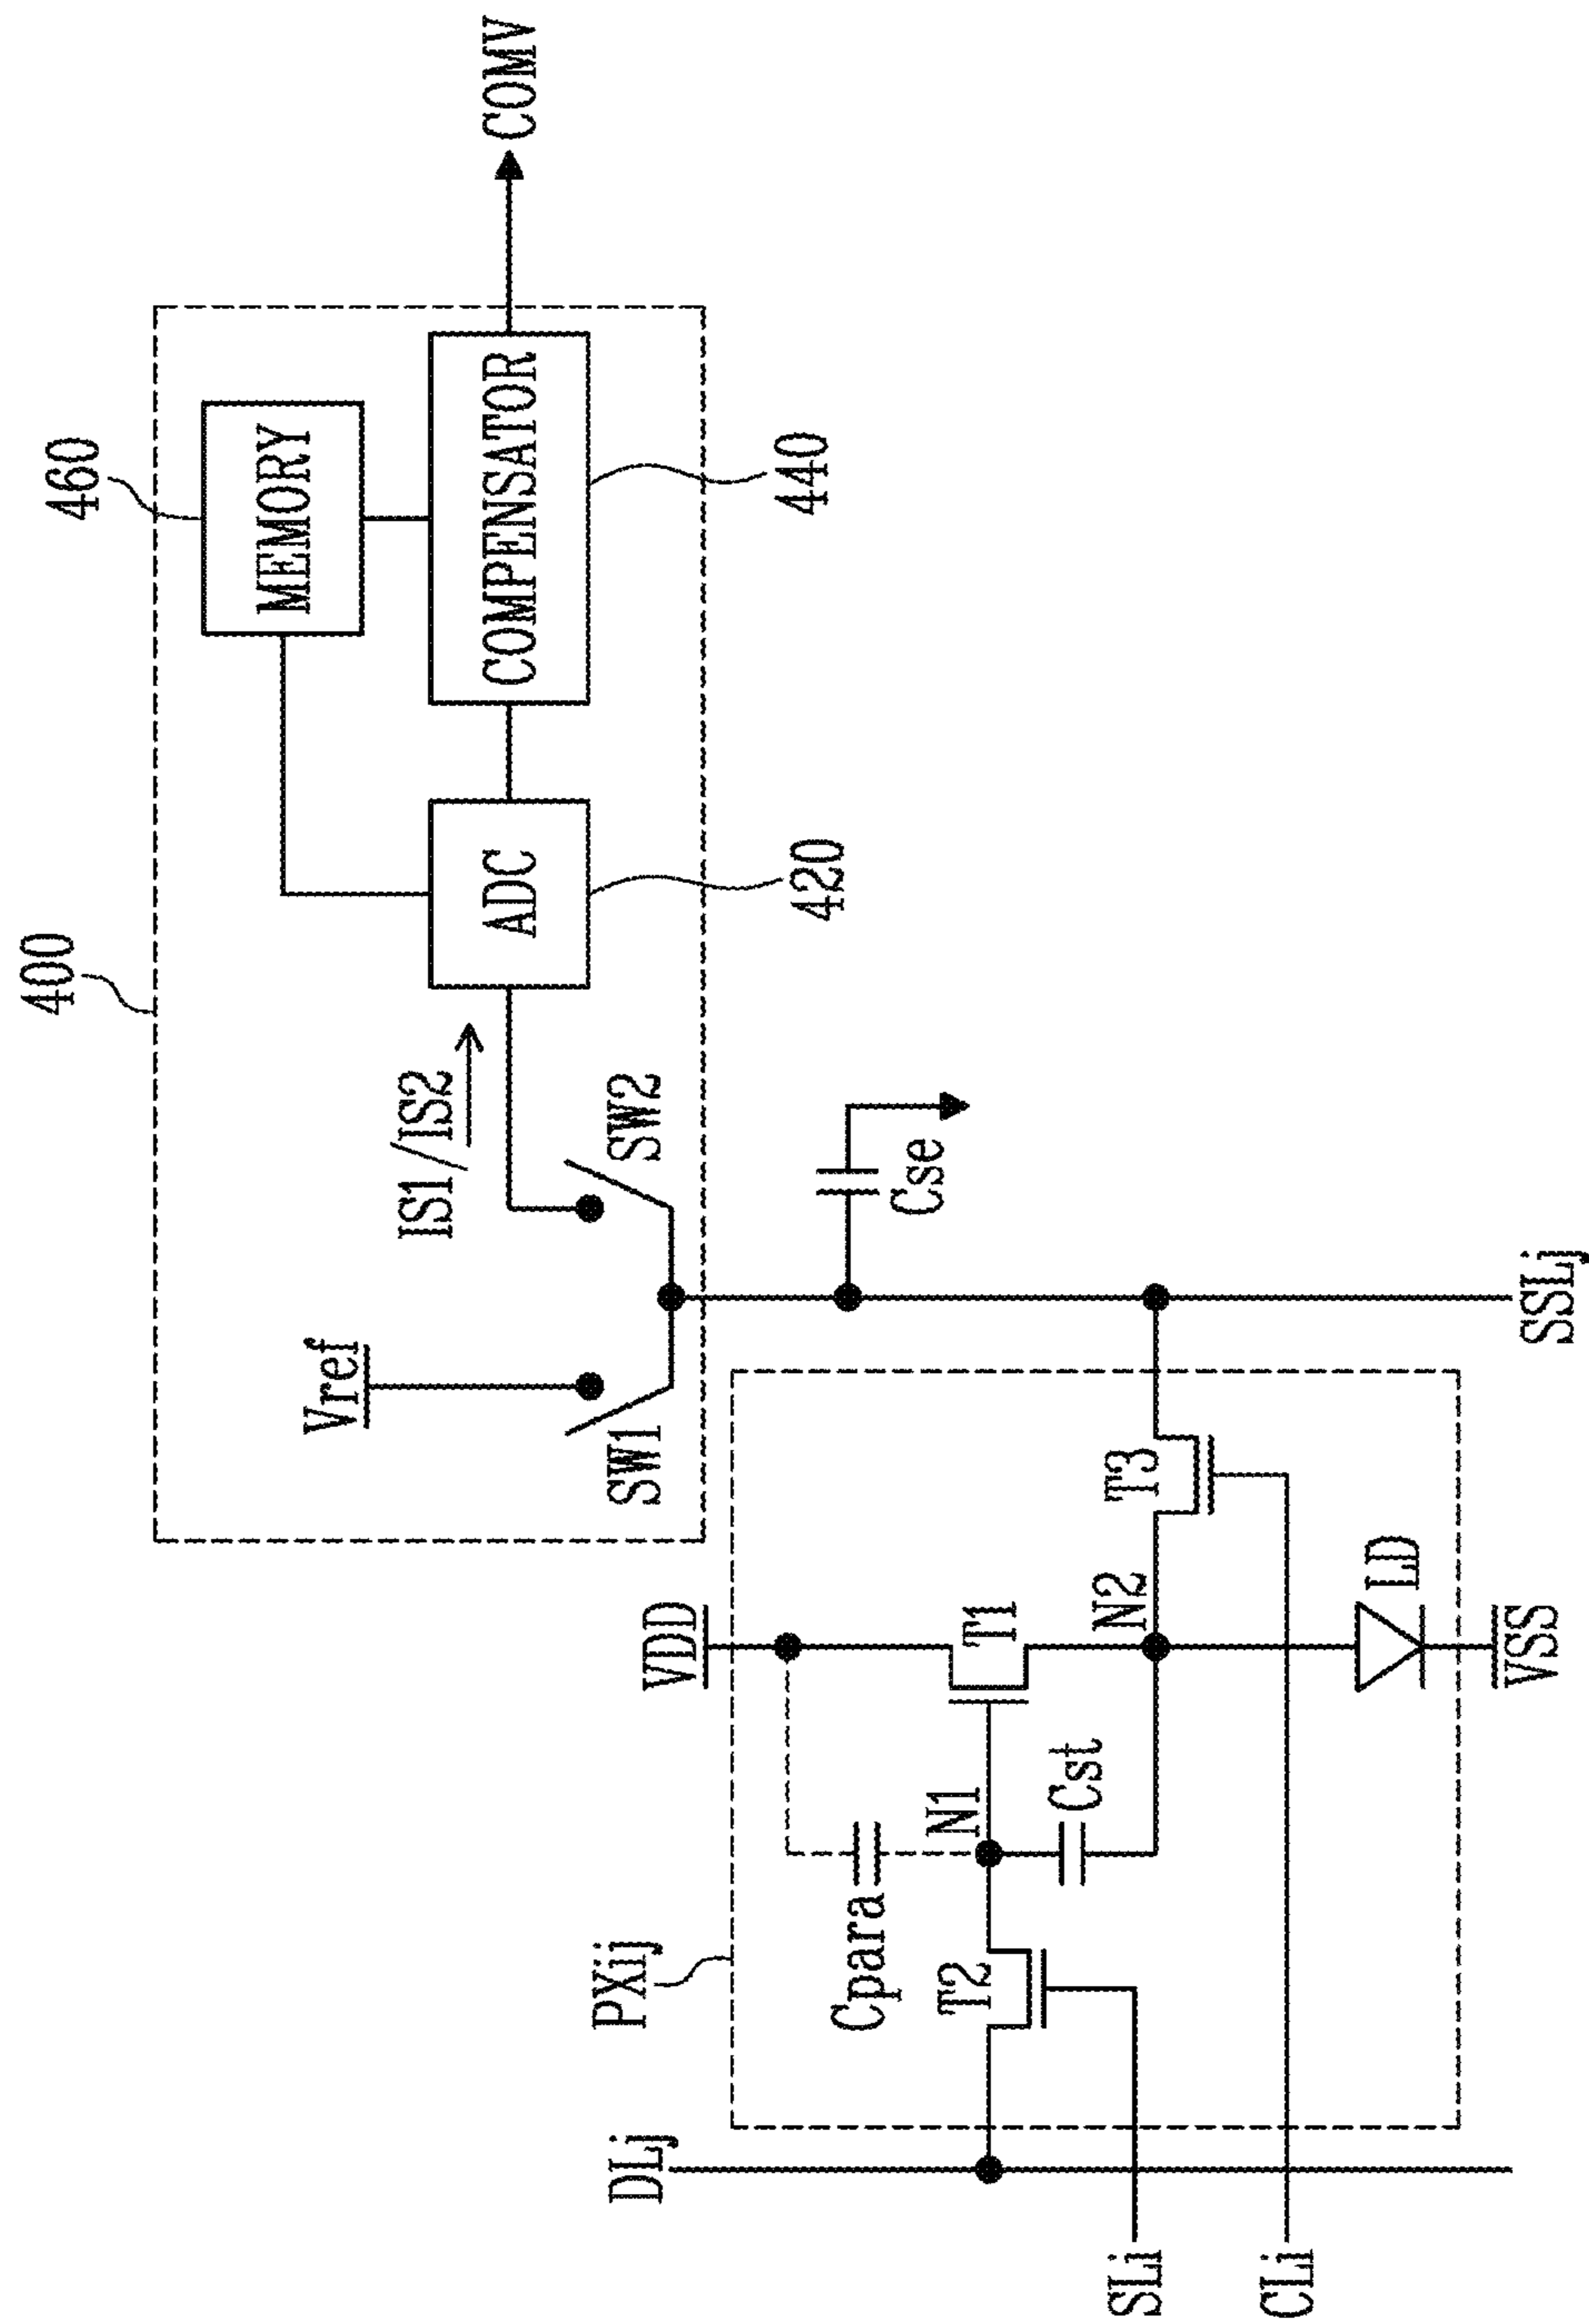 400
460
MEMORY
Vref
IS1/IS2
ADC
COMPENSATOR
COMV
SW1
SW2
420
440
PXij
DLj
VDD
Cse
Cpara
N1
T1
T2
Cst
N2
T3
SLi
CLi
LD
VSS
SSLj